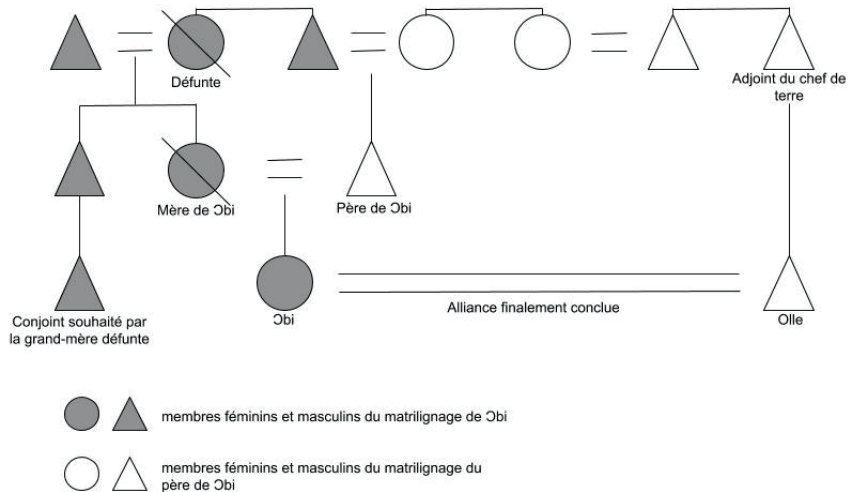 Défunte
Adjoint du chef de
terre
Mère de Ɔbi
Père de Ɔbi
Conjoint souhaité par
la grand-mère défunte
Ɔbi
Alliance finalement conclue
Olle
membres féminins et masculins du matrilignage de Ɔbi
membres féminins et masculins du matrilignage du
père de Ɔbi